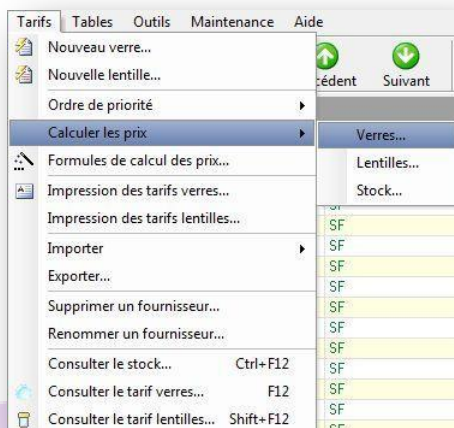 Tarifs Tables Outils Maintenance Aide
Nouveau verre...
Nouvelle lentille...
cédent Suivant
Ordre de priorité
Calculer les prix
Verres...
Formules de calcul des prix...
Lentilles...
Impression des tarifs verres...
Stock...
Impression des tarifs lentilles...
SF
Importer
SF
Exporter...
SF
SF
Supprimer un fournisseur...
SF
Renommer un fournisseur...
SF
SF
Consulter le stock... Ctrl+F12
SF
Consulter le tarif verres... F12
SF
Consulter le tarif lentilles... Shift+F12
SF